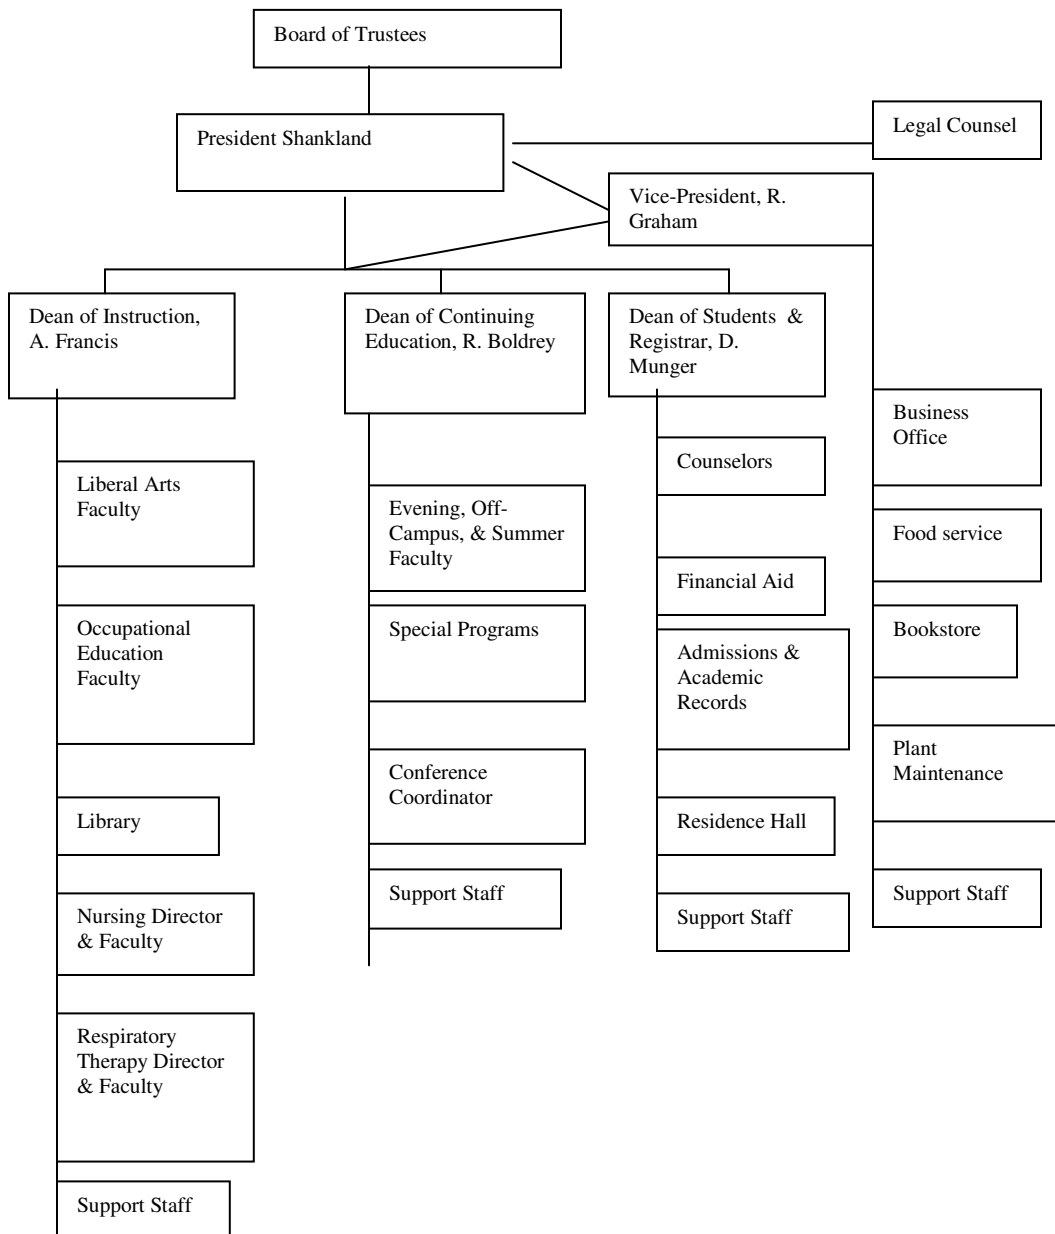 Board of Trustees
President Shankland
Legal Counsel
Vice-President, R.
Graham
Dean of Instruction,
A. Francis
Dean of Continuing
Education, R. Boldrey
Dean of Students &
Registrar, D.
Munger
Liberal Arts
Faculty
Occupational
Education
Faculty
Library
Nursing Director
& Faculty
Respiratory
Therapy Director
& Faculty
Support Staff
Evening, Off-
Campus, & Summer
Faculty
Special Programs
Conference
Coordinator
Support Staff
Counselors
Financial Aid
Admissions &
Academic
Records
Residence Hall
Support Staff
Business
Office
Food service
Bookstore
Plant
Maintenance
Support Staff